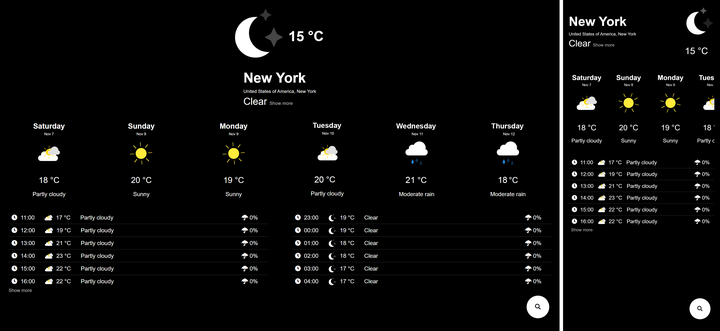 15 °C
New York
United States of America, New York
Clear Show more
Saturday Sunday Monday Tuesday Wednesday Thursday
Nov 7 Nov 8 Nov 9 Nov 10 Nov 11 Nov 12
18 °C 20 °C 19 °C 20 °C 21 °C 18 °C
Partly cloudy Sunny Sunny Partly cloudy Moderate rain Moderate rain
11:00 17 °C Partly cloudy 0%
12:00 19 °C Partly cloudy 0%
13:00 21 °C Partly cloudy 0%
14:00 23 °C Partly cloudy 0%
15:00 22 °C Partly cloudy 0%
16:00 22 °C Partly cloudy 0%
Show more
23:00 19 °C Clear 0%
00:00 19 °C Clear 0%
01:00 18 °C Clear 0%
02:00 18 °C Clear 0%
03:00 17 °C Clear 0%
04:00 17 °C Clear 0%
New York
United States of America, New York
Clear Show more
15 °C
Saturday Sunday Monday Tu
Nov 7 Nov 8 Nov 9
18 °C 20 °C 19 °C 2
Partly cloudy Sunny Sunny Par
11:00 17 °C Partly cloudy 0%
12:00 19 °C Partly cloudy 0%
13:00 21 °C Partly cloudy 0%
14:00 23 °C Partly cloudy 0%
15:00 22 °C Partly cloudy 0%
16:00 22 °C Partly cloudy 0%
Show more